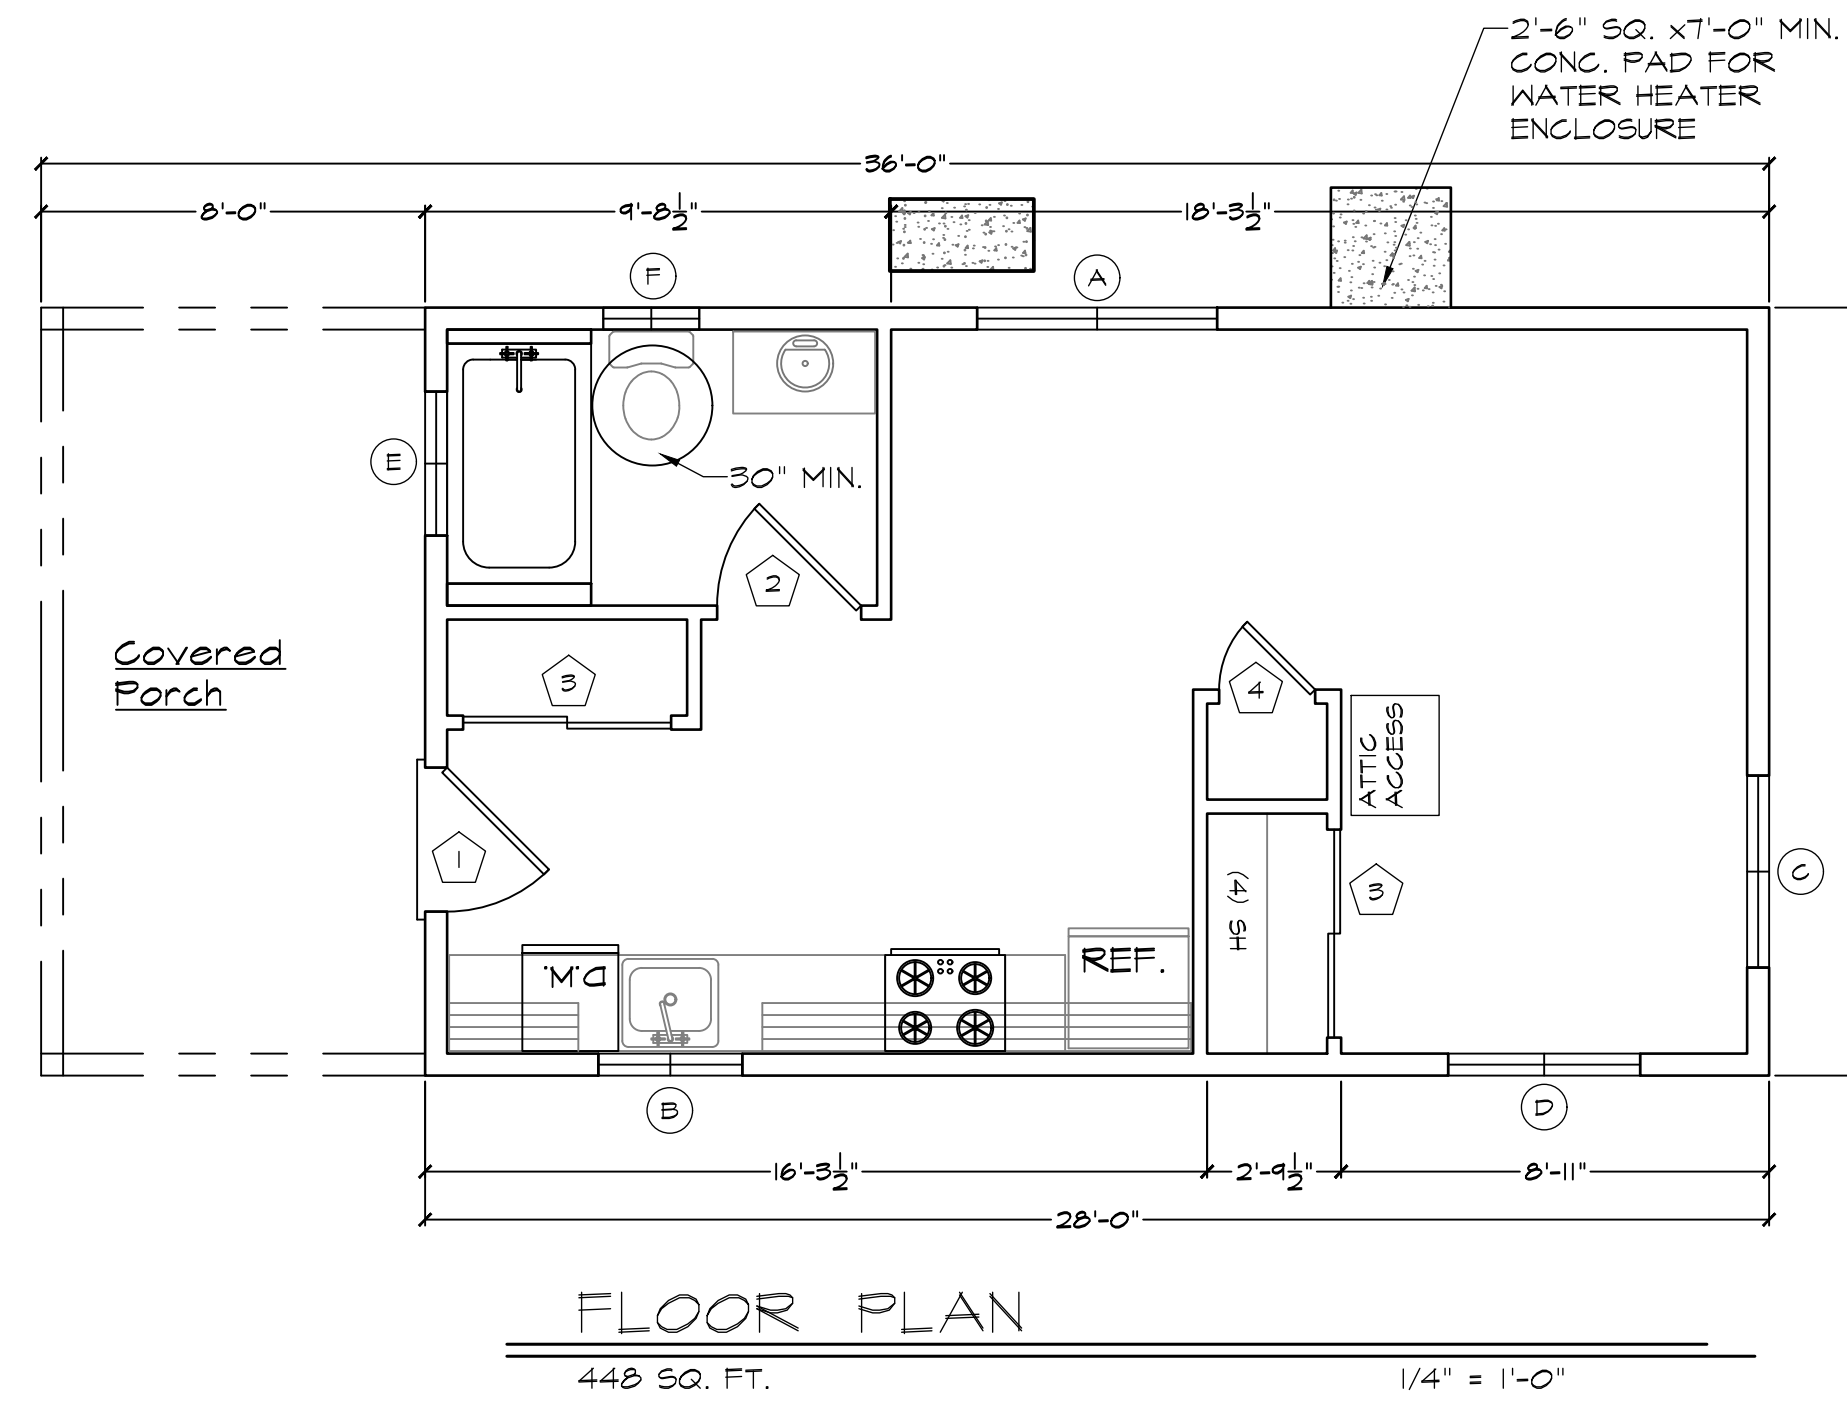 2'-6" SQ. x7'-0" MIN.
CONC. PAD FOR
WATER HEATER
ENCLOSURE
36'-0"
8'-0"
9'-8 1/2"
18'-3 1/2"
F
A
E
30" MIN.
2
Covered
Porch
3
4
ATTIC
ACCESS
1
C
3
(4) SH
D.W.
REF.
B
D
16'-3 1/2"
2'-9 1/2"
8'-11"
28'-0"
FLOOR PLAN
448 SQ. FT.
1/4" = 1'-0"